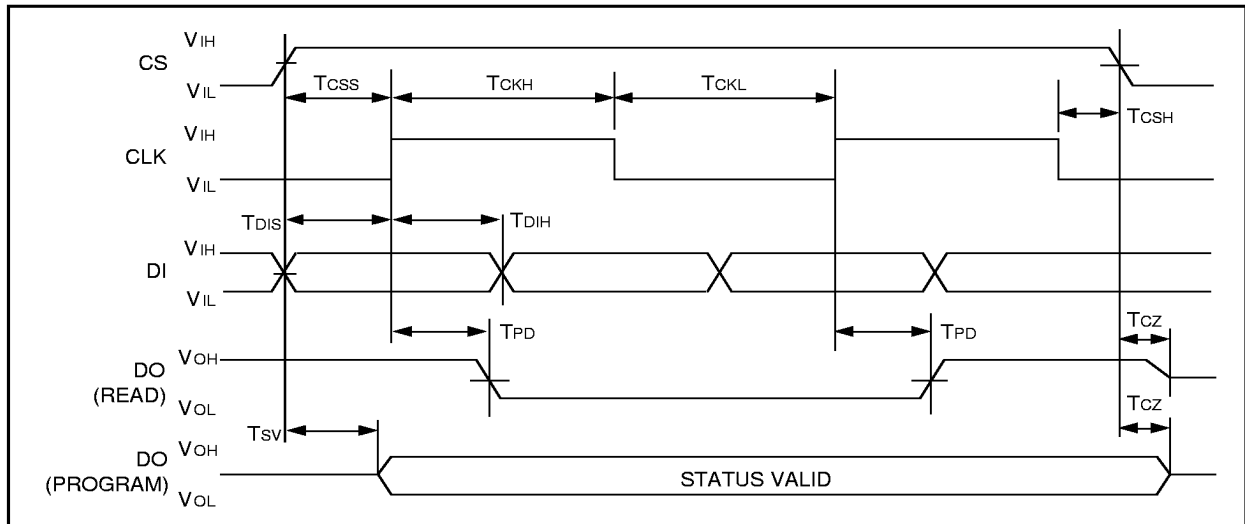 VIH
CS
VIL
TCSS
TCKH
TCKL
TCSH
VIH
CLK
VIL
TDIS
TDIH
VIH
DI
VIL
TPD
TPD
TCZ
VOH
DO
(READ)
VOL
TCZ
TSV
VOH
DO
(PROGRAM)
VOL
STATUS VALID